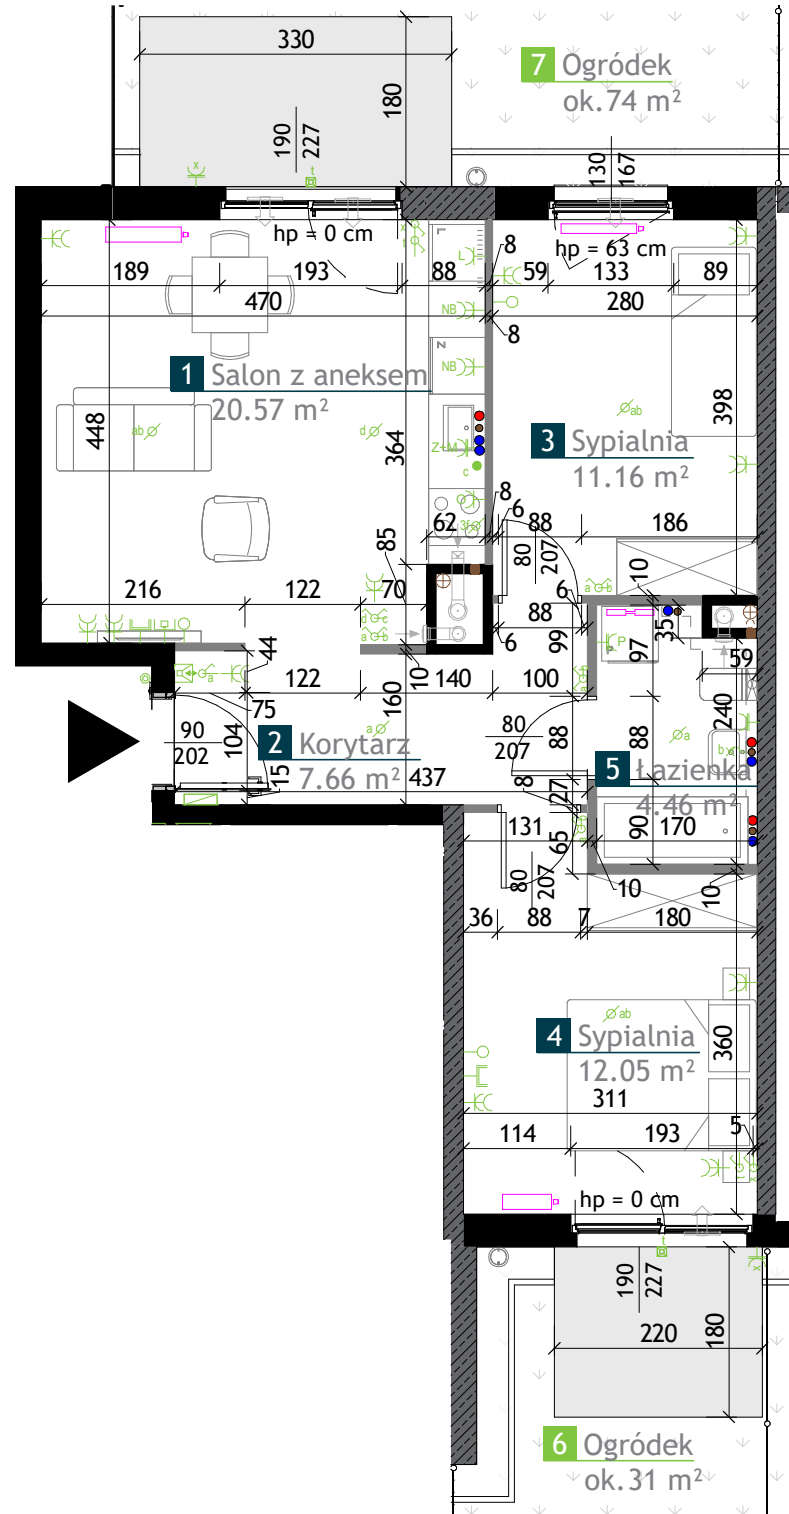 330
180
7 Ogródek
ok.74 m²
190
227
130
167
x
t
hp = 0 cm
hp = 63 cm
189
193
88
8
59
133
89
470
8
280
L
L
NB
N
NB
1 Salon z aneksem
20.57 m²
448
364
398
ab
d
ab
3 Sypialnia
11.16 m²
Z+M
c
3f
62
8
6
88
186
80
207
85
216
122
70
6
a b
10
88
d c
a b
6
99
97
35
P
44
10
122
140
100
59
a
75
160
240
90
202
104
2 Korytarz
7.66 m²
a
80
207
88
88
a
b
5 Łazienka
4.46 m²
15
437
8
27
131
65
90
170
80
207
10
10
36
88
7
180
ab
4 Sypialnia
12.05 m²
360
311
114
193
5
hp = 0 cm
t
x
190
227
220
180
6 Ogródek
ok.31 m²